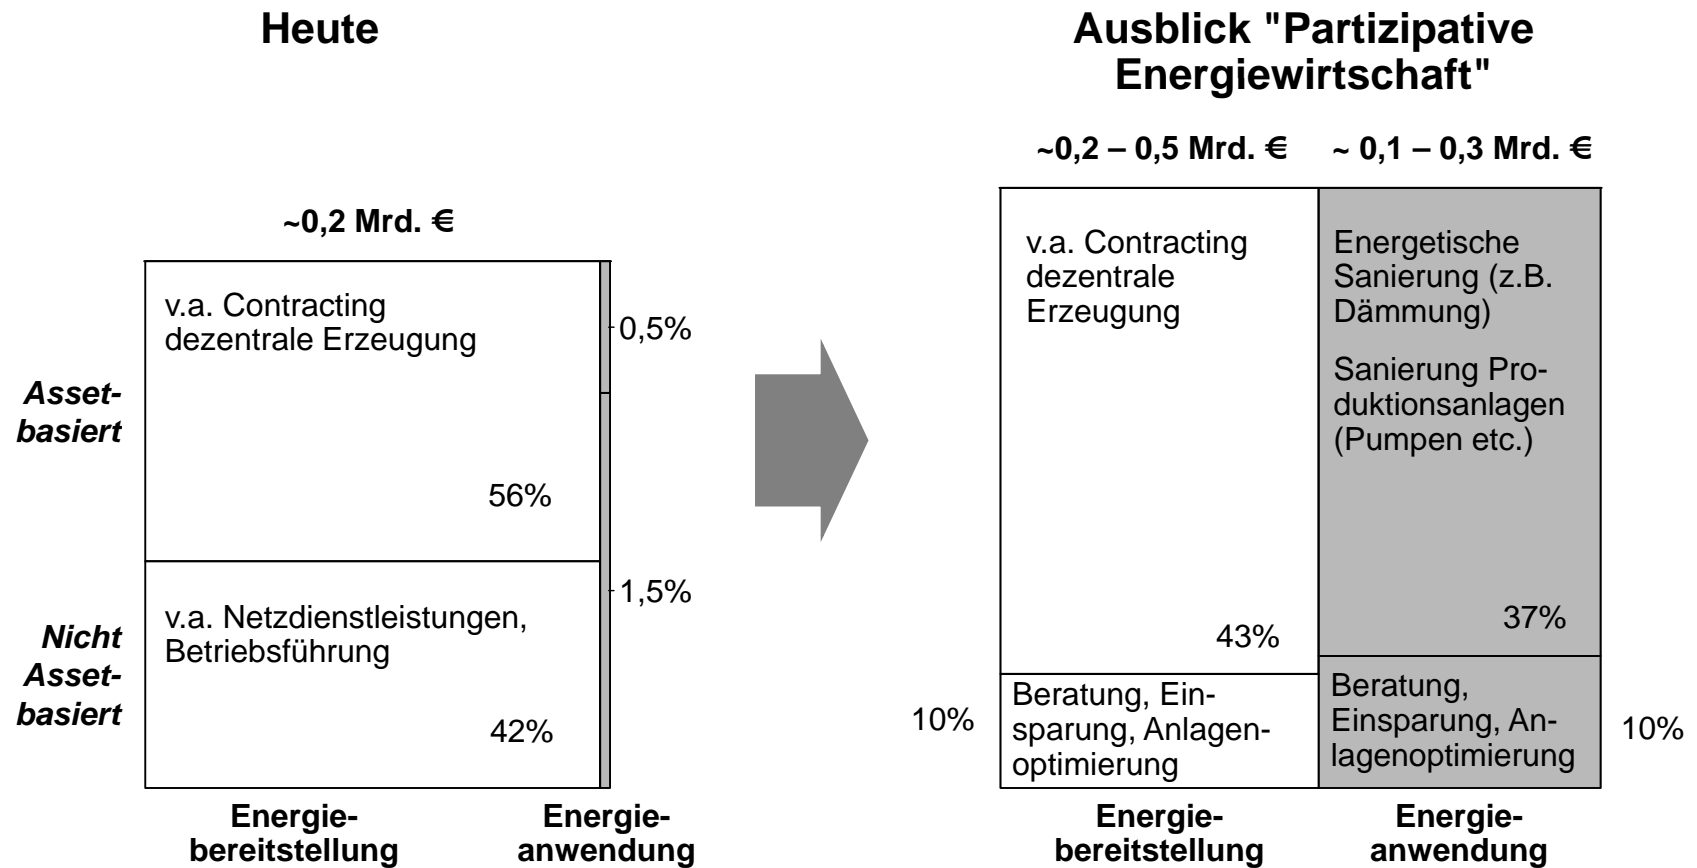 Heute
~0,2 Mrd. €
v.a. Contracting
dezentrale Erzeugung
56%
0,5%
Asset-
basiert
v.a. Netzdienstleistungen,
Betriebsführung
42%
1,5%
Nicht
Asset-
basiert
Energie-
bereitstellung
Energie-
anwendung
Ausblick "Partizipative
Energiewirtschaft"
~0,2 – 0,5 Mrd. €
~ 0,1 – 0,3 Mrd. €
v.a. Contracting
dezentrale
Erzeugung
43%
Energetische
Sanierung (z.B.
Dämmung)
Sanierung Pro-
duktionsanlagen
(Pumpen etc.)
37%
10%
Beratung, Ein-
sparung, Anlagen-
optimierung
Beratung,
Einsparung, An-
lagenoptimierung
10%
Energie-
bereitstellung
Energie-
anwendung